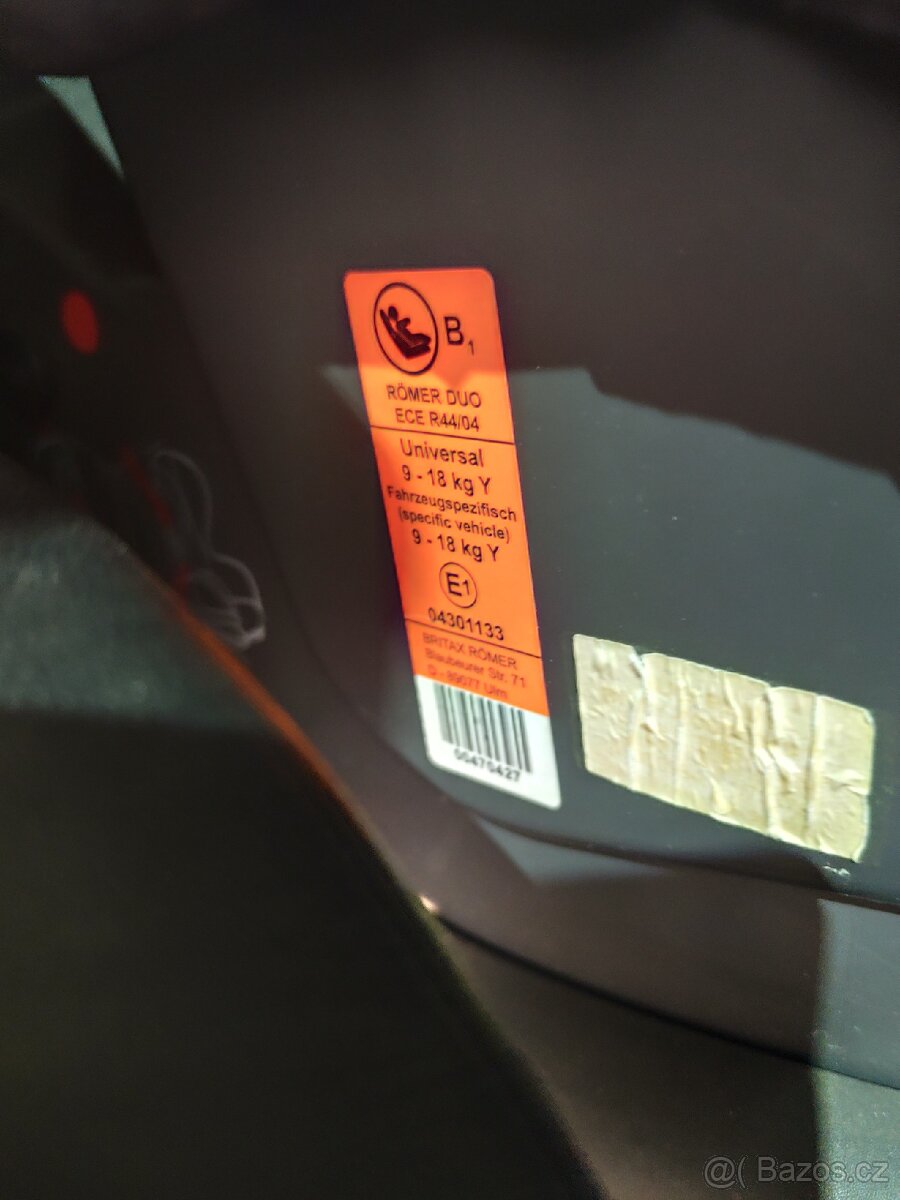 B1
RÖMER DUO
ECE R44/04
Universal
9 - 18 kg Y
Fahrzeugspezifisch
(specific vehicle)
9 - 18 kg Y
E1
04301133
BRITAX RÖMER
Blaubeurer Str. 71
D - 89077 Ulm
00470427
@( Bazos.cz